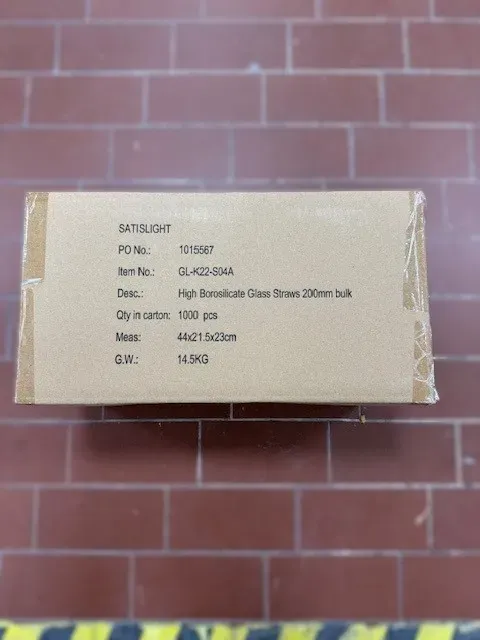 SATISLIGHT
PO No.: 1015567
Item No.: GL-K22-S04A
Desc.: High Borosilicate Glass Straws 200mm bulk
Qty in carton: 1000 pcs
Meas: 44x21.5x23cm
G.W.: 14.5KG